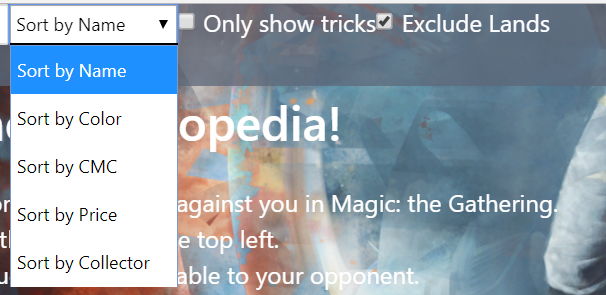 Sort by Name Only show tricks Exclude Lands
Sort by Name
Sort by Color
opedia!
Sort by CMC
Sort by Price against you in Magic: the Gathering.
e top left.
Sort by Collector able to your opponent.